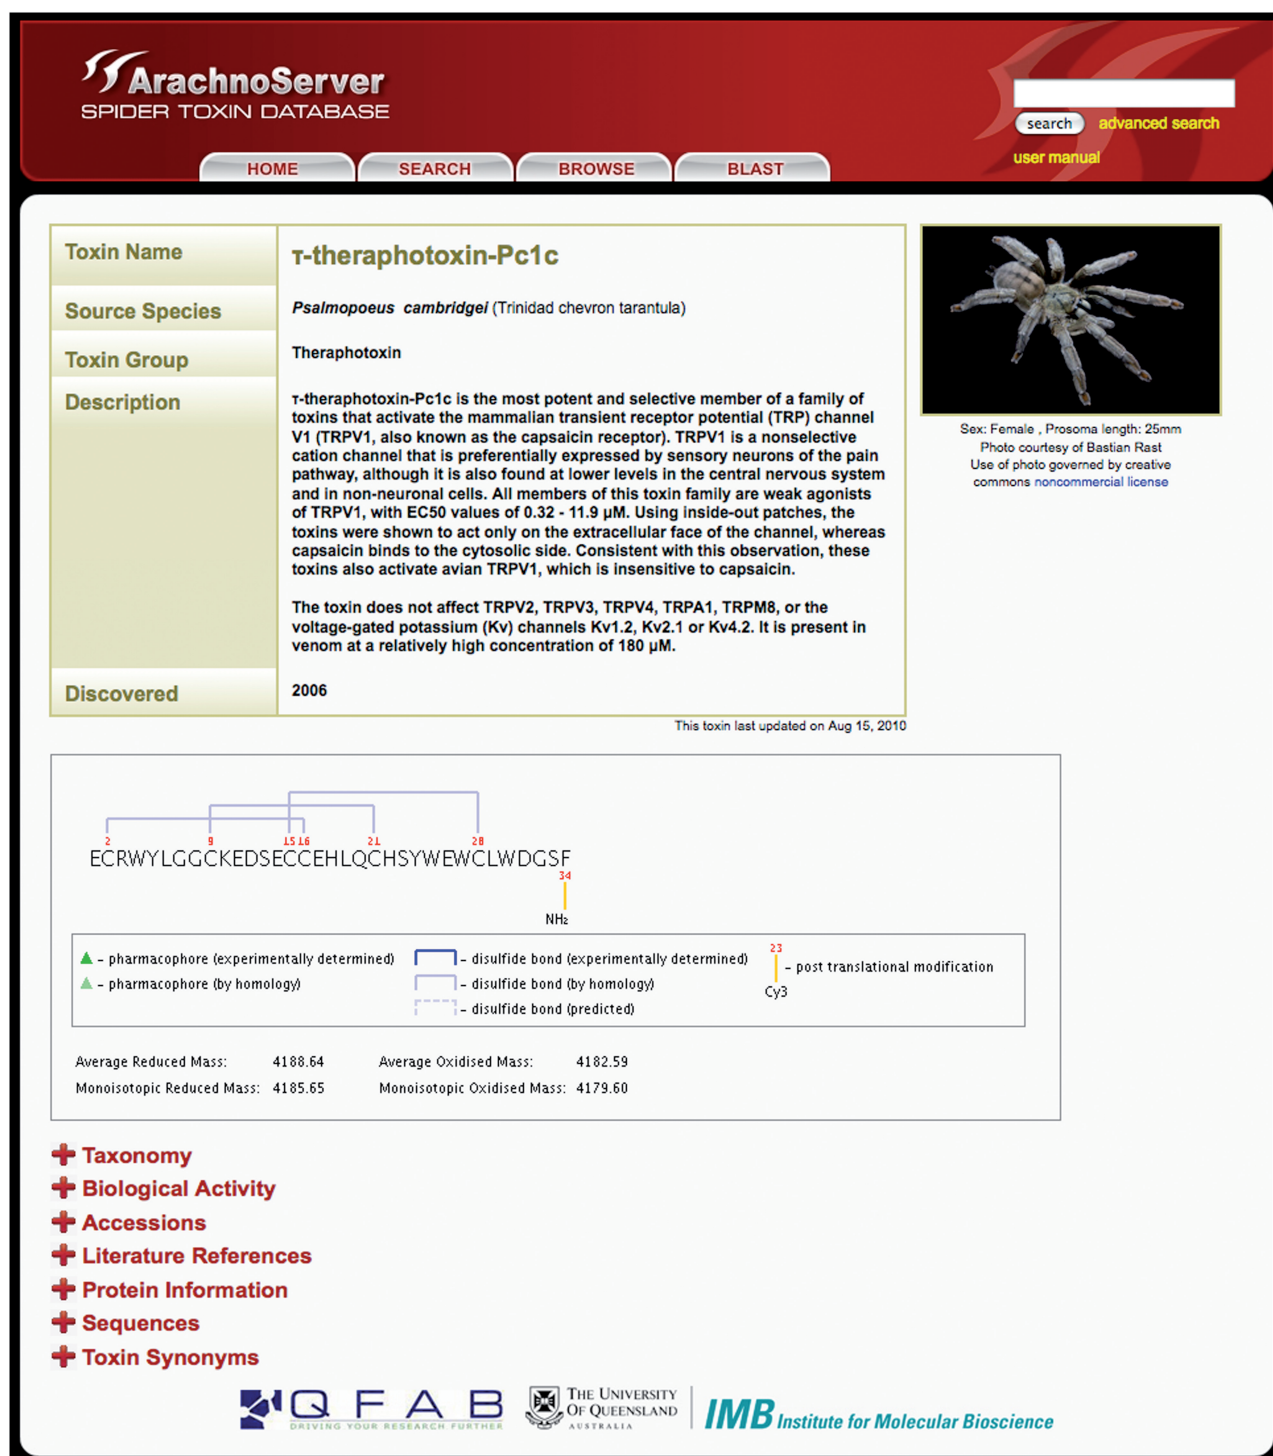 ArachnoServer
SPIDER TOXIN DATABASE
search advanced search
user manual
HOME SEARCH BROWSE BLAST
Toxin Name
τ-theraphotoxin-Pc1c
Source Species
Psalmopoeus cambridgei (Trinidad chevron tarantula)
Toxin Group
Theraphotoxin
Description
τ-theraphotoxin-Pc1c is the most potent and selective member of a family of
toxins that activate the mammalian transient receptor potential (TRP) channel
V1 (TRPV1, also known as the capsaicin receptor). TRPV1 is a nonselective
cation channel that is preferentially expressed by sensory neurons of the pain
pathway, although it is also found at lower levels in the central nervous system
and in non-neuronal cells. All members of this toxin family are weak agonists
of TRPV1, with EC50 values of 0.32 - 11.9 µM. Using inside-out patches, the
toxins were shown to act only on the extracellular face of the channel, whereas
capsaicin binds to the cytosolic side. Consistent with this observation, these
toxins also activate avian TRPV1, which is insensitive to capsaicin.
The toxin does not affect TRPV2, TRPV3, TRPV4, TRPA1, TRPM8, or the
voltage-gated potassium (Kv) channels Kv1.2, Kv2.1 or Kv4.2. It is present in
venom at a relatively high concentration of 180 µM.
Discovered
2006
This toxin last updated on Aug 15, 2010
Sex: Female , Prosoma length: 25mm
Photo courtesy of Bastian Rast
Use of photo governed by creative
commons noncommercial license
2 9 15 16 21 28
ECRWYLGGCKEDSECCEHLQCHSYWEWCLWDGSF
34
NH2
- pharmacophore (experimentally determined)
- pharmacophore (by homology)
- disulfide bond (experimentally determined)
- disulfide bond (by homology)
- disulfide bond (predicted)
23
- post translational modification
Cy3
Average Reduced Mass: 4188.64 Average Oxidised Mass: 4182.59
Monoisotopic Reduced Mass: 4185.65 Monoisotopic Oxidised Mass: 4179.60
Taxonomy
Biological Activity
Accessions
Literature References
Protein Information
Sequences
Toxin Synonyms
QFAB
DRIVING YOUR RESEARCH FURTHER
THE UNIVERSITY
OF QUEENSLAND
AUSTRALIA
IMB Institute for Molecular Bioscience